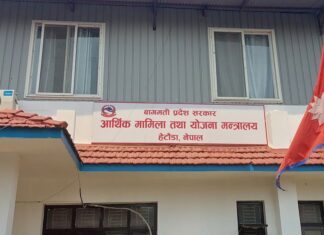 बागमती प्रदेश सरकार
आर्थिक मामिला तथा योजना मन्त्रालय
हेटौंडा, नेपाल